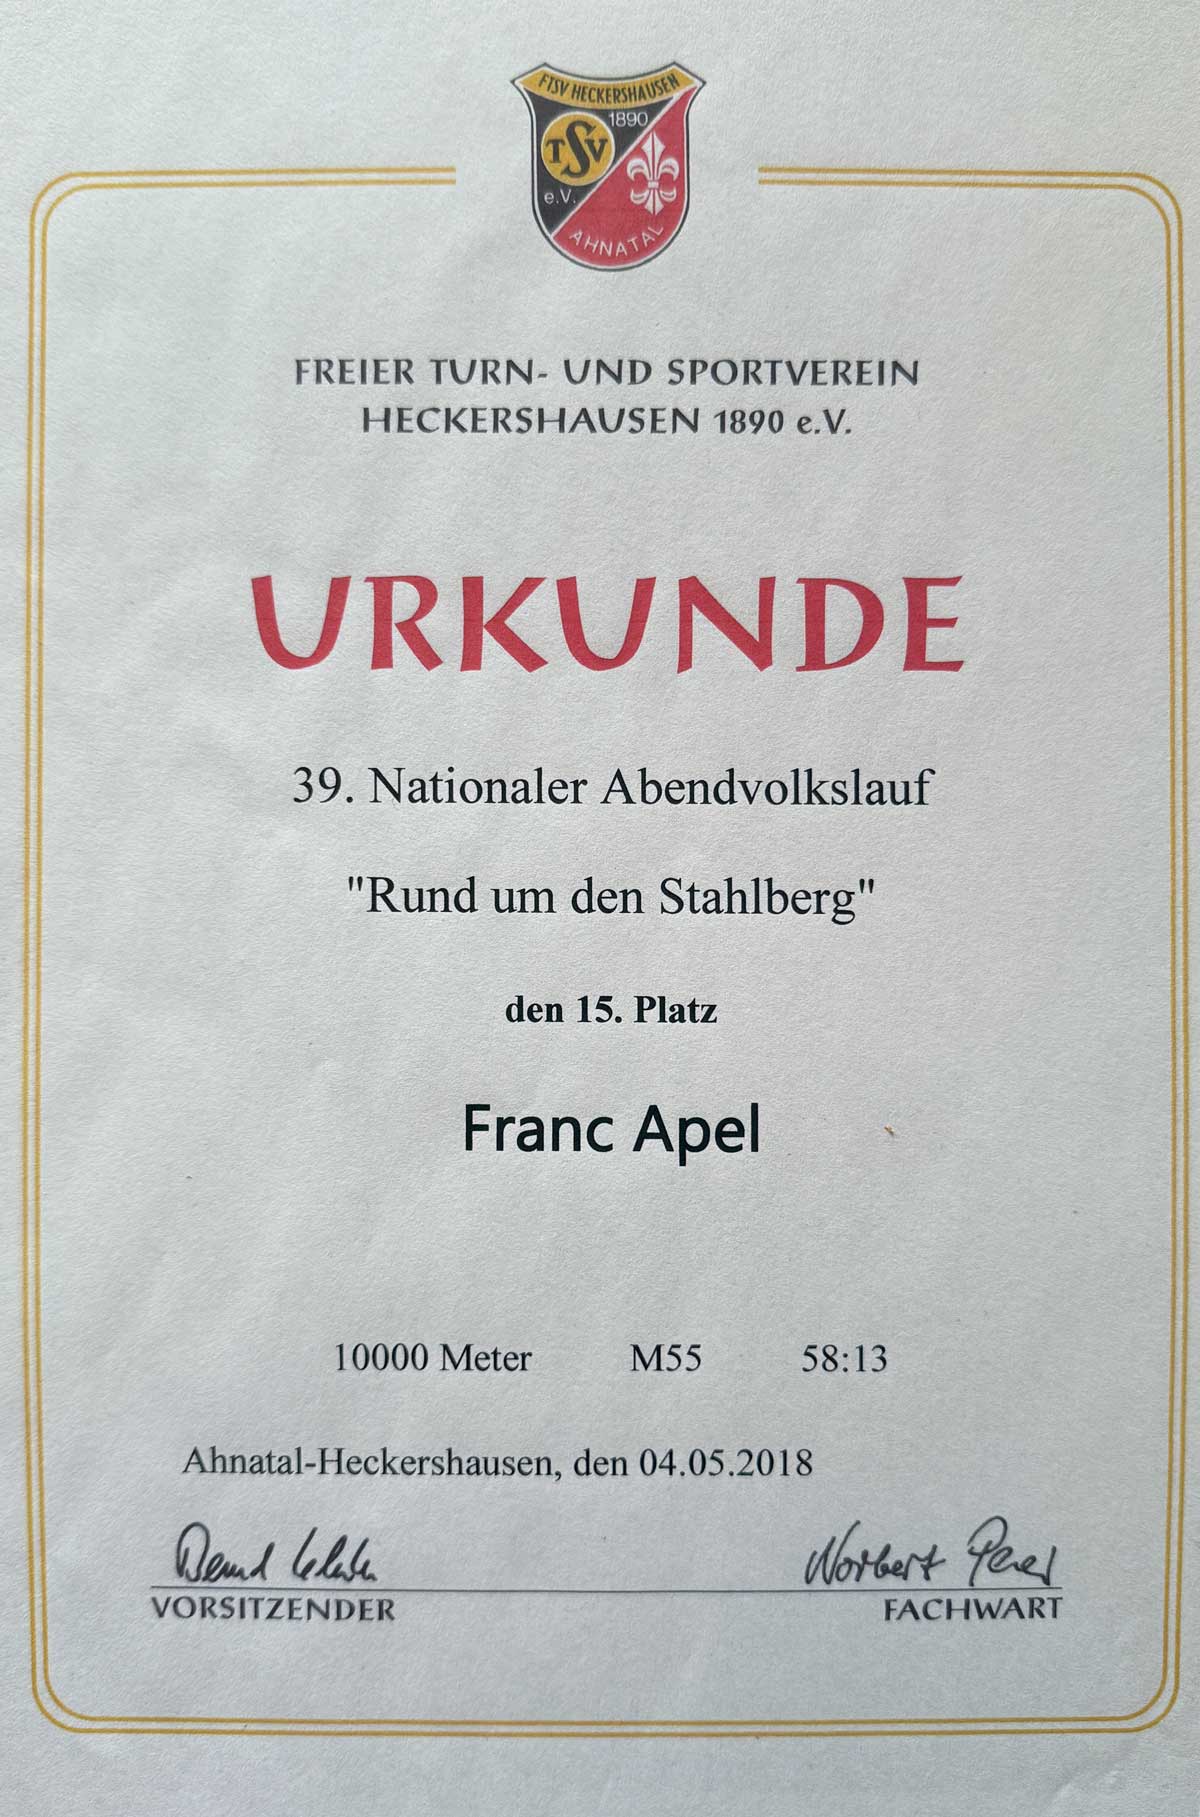 FTSV HECKERSHAUSEN
1890
TSV
e.V.
AHNATAL
FREIER TURN- UND SPORTVEREIN
HECKERSHAUSEN 1890 e.V.
URKUNDE
39. Nationaler Abendvolkslauf
"Rund um den Stahlberg"
den 15. Platz
Franc Apel
10000 Meter M55 58:13
Ahnatal-Heckershausen, den 04.05.2018
Bernd Norbert
VORSITZENDER FACHWART